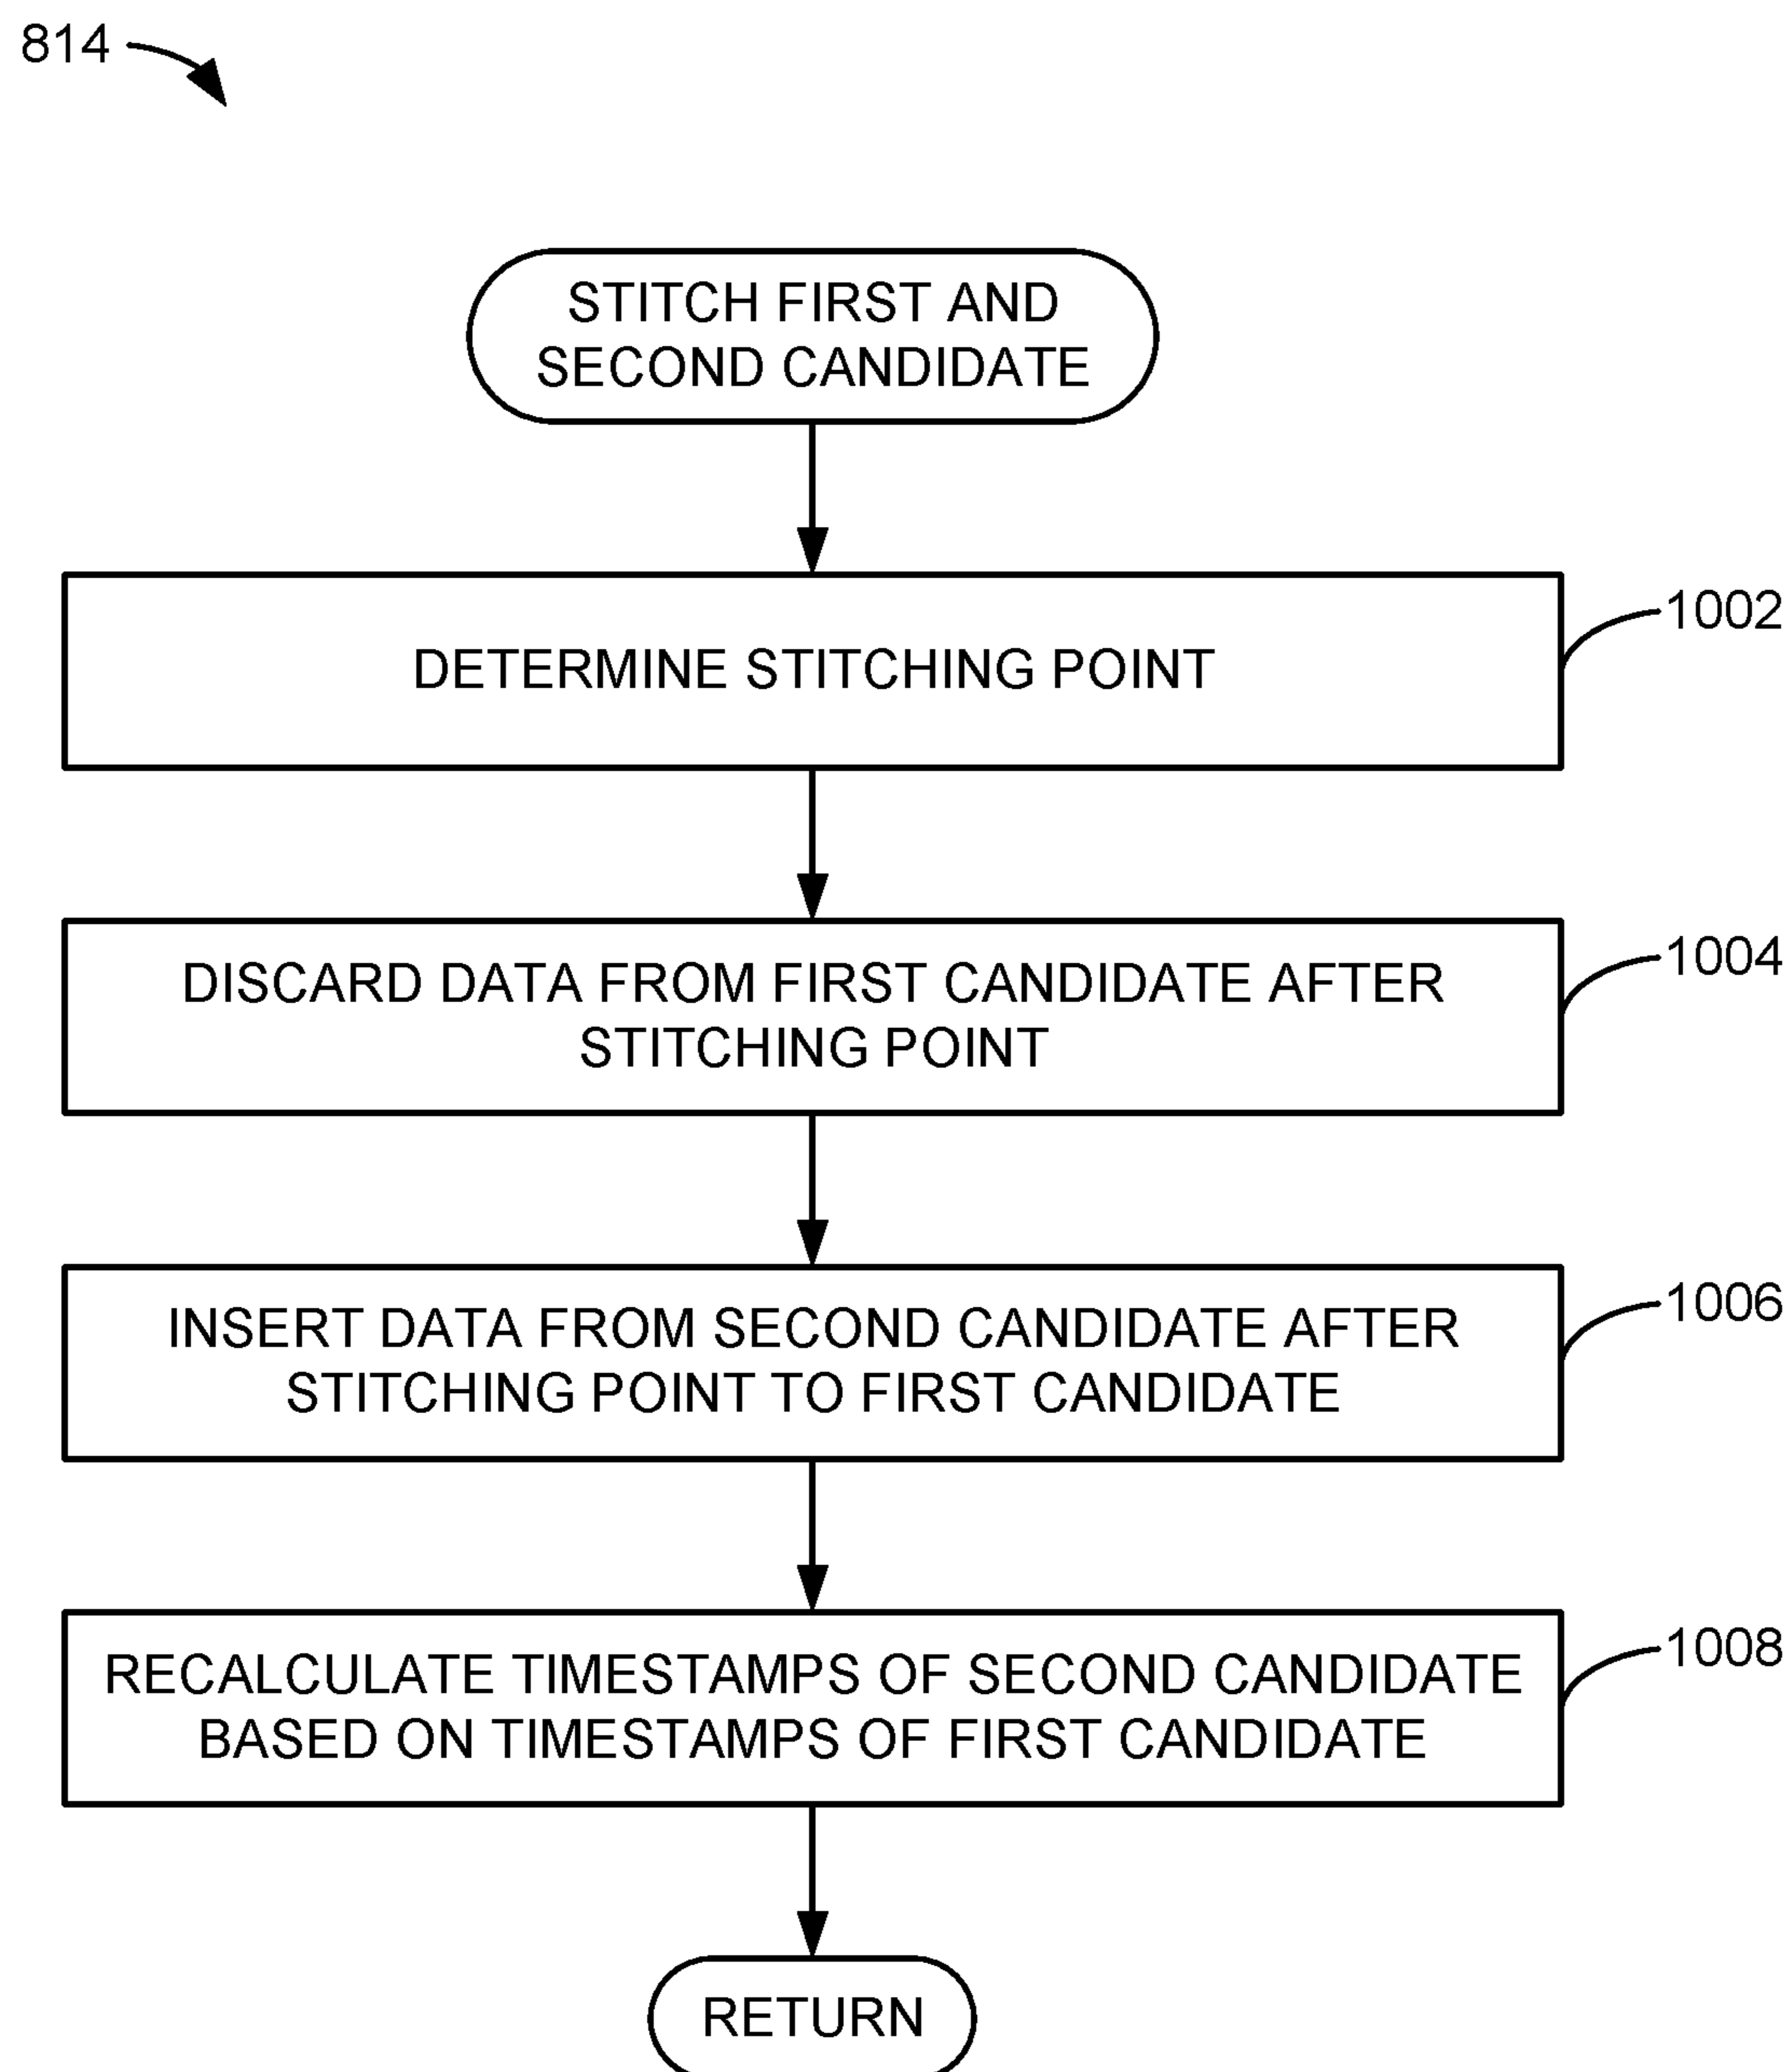 814
STITCH FIRST AND
SECOND CANDIDATE
DETERMINE STITCHING POINT
1002
DISCARD DATA FROM FIRST CANDIDATE AFTER
STITCHING POINT
1004
INSERT DATA FROM SECOND CANDIDATE AFTER
STITCHING POINT TO FIRST CANDIDATE
1006
RECALCULATE TIMESTAMPS OF SECOND CANDIDATE
BASED ON TIMESTAMPS OF FIRST CANDIDATE
1008
RETURN